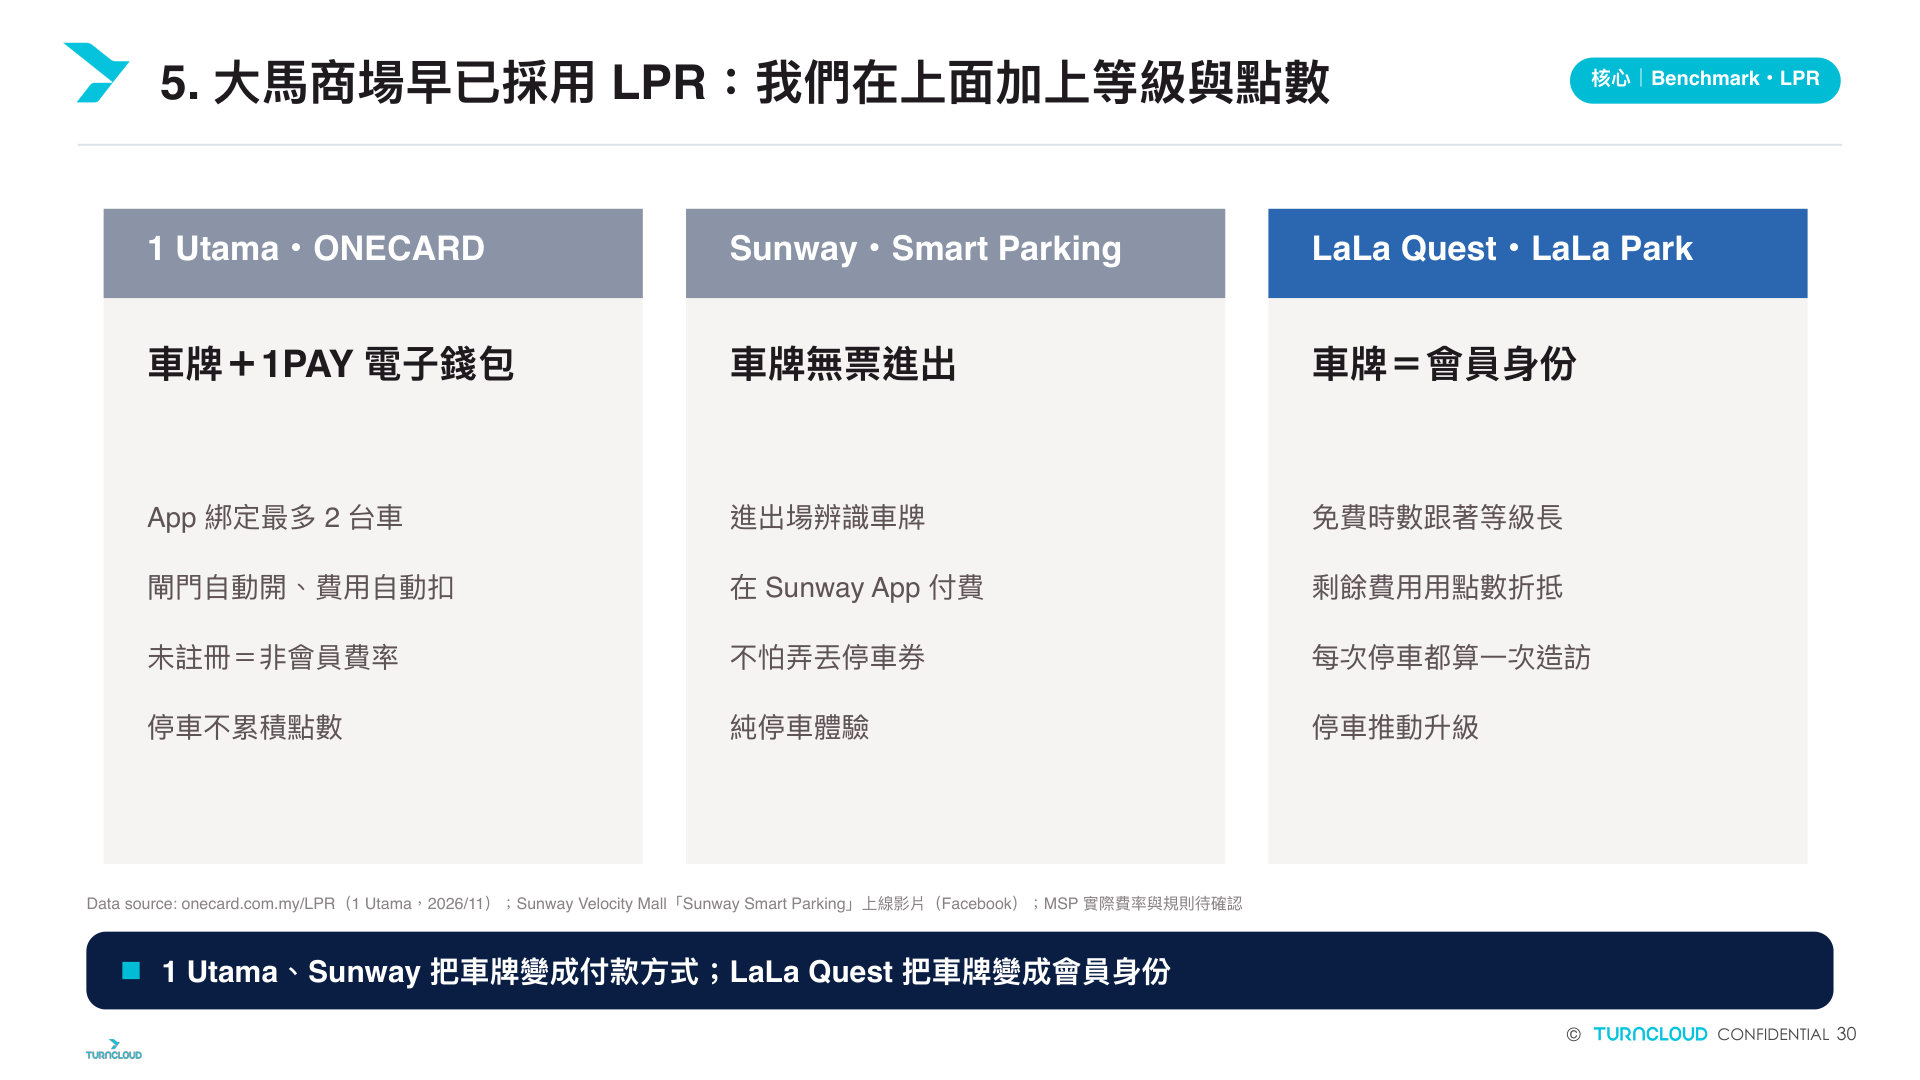 5. 大馬商場早已採用 LPR：我們在上面加上等級與點數
核心｜Benchmark・LPR
1 Utama・ONECARD
車牌＋1PAY 電子錢包
App 綁定最多 2 台車
閘門自動開、費用自動扣
未註冊＝非會員費率
停車不累積點數
Sunway・Smart Parking
車牌無票進出
進出場辨識車牌
在 Sunway App 付費
不怕弄丟停車券
純停車體驗
LaLa Quest・LaLa Park
車牌＝會員身份
免費時數跟著等級長
剩餘費用用點數折抵
每次停車都算一次造訪
停車推動升級
Data source: onecard.com.my/LPR（1 Utama，2026/11）；Sunway Velocity Mall「Sunway Smart Parking」上線影片（Facebook）；MSP 實際費率與規則待確認
1 Utama、Sunway 把車牌變成付款方式；LaLa Quest 把車牌變成會員身份
TURNCLOUD
© TURNCLOUD CONFIDENTIAL 30